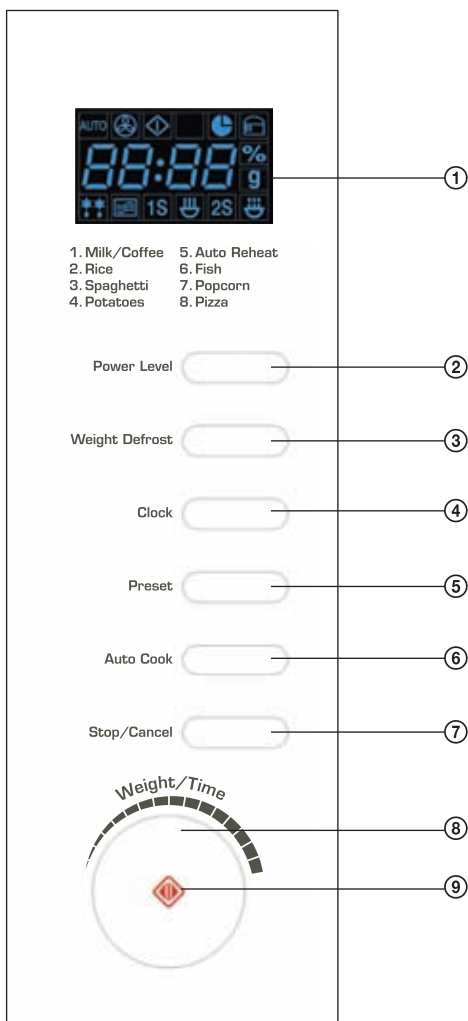 AUTO
88:88 %
g
1S 2S
1
1. Milk/Coffee 5. Auto Reheat
2. Rice 6. Fish
3. Spaghetti 7. Popcorn
4. Potatoes 8. Pizza
Power Level 2
Weight Defrost 3
Clock 4
Preset 5
Auto Cook 6
Stop/Cancel 7
Weight/Time
8
9